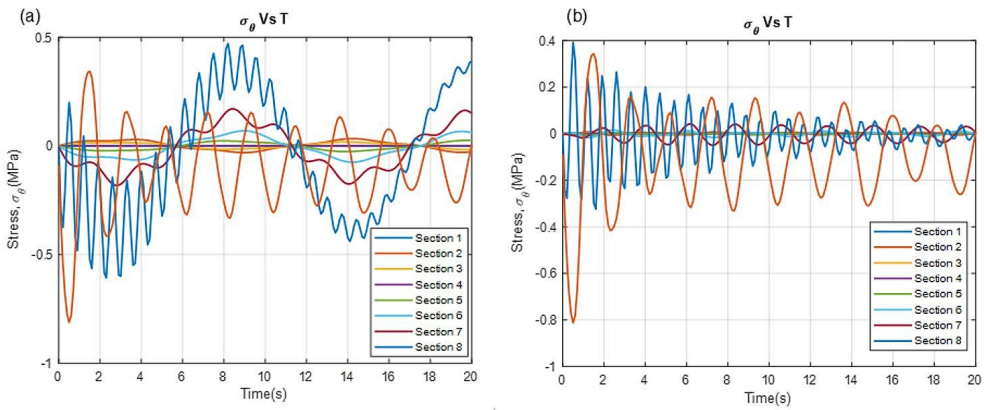 (a)
σθ Vs T
0.5
0
-0.5
-1
Stress, σθ(MPa)
0 2 4 6 8 10 12 14 16 18 20
Time(s)
Section 1
Section 2
Section 3
Section 4
Section 5
Section 6
Section 7
Section 8
(b)
σθ Vs T
0.4
0.2
0
-0.2
-0.4
-0.6
-0.8
-1
Stress, σθ(MPa)
0 2 4 6 8 10 12 14 16 18 20
Time(s)
Section 1
Section 2
Section 3
Section 4
Section 5
Section 6
Section 7
Section 8